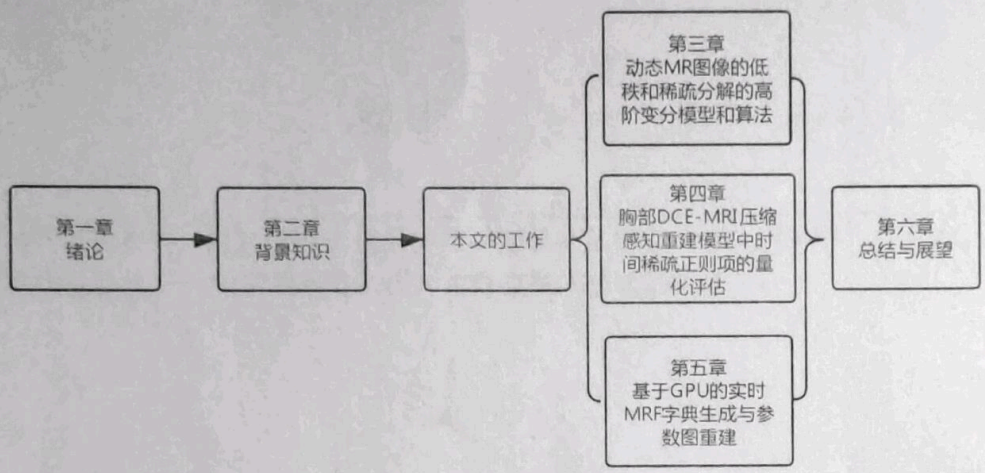 第一章
绪论
第二章
背景知识
本文的工作
第三章
动态MR图像的低
秩和稀疏分解的高
阶变分模型和算法
第四章
胸部DCE-MRI压缩
感知重建模型中时
间稀疏正则项的量
化评估
第五章
基于GPU的实时
MRF字典生成与参
数图重建
第六章
总结与展望